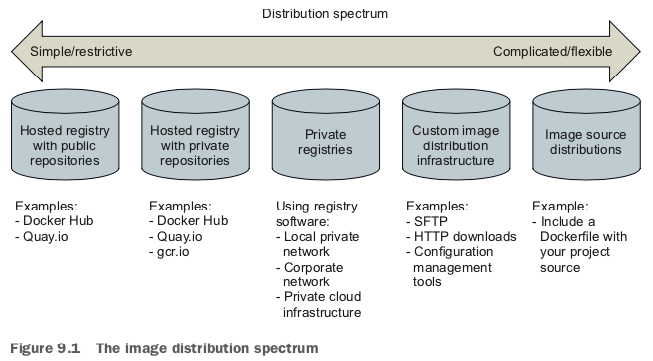 Distribution spectrum
Simple/restrictive
Complicated/flexible
Hosted registry
with public
repositories
Hosted registry
with private
repositories
Private
registries
Custom image
distribution
infrastructure
Image source
distributions
Examples:
- Docker Hub
- Quay.io
Examples:
- Docker Hub
- Quay.io
- gcr.io
Using registry
software:
- Local private
network
- Corporate
network
- Private cloud
infrastructure
Examples:
- SFTP
- HTTP downloads
- Configuration
management
tools
Example:
- Include a
Dockerfile with
your project
source
Figure 9.1 The image distribution spectrum